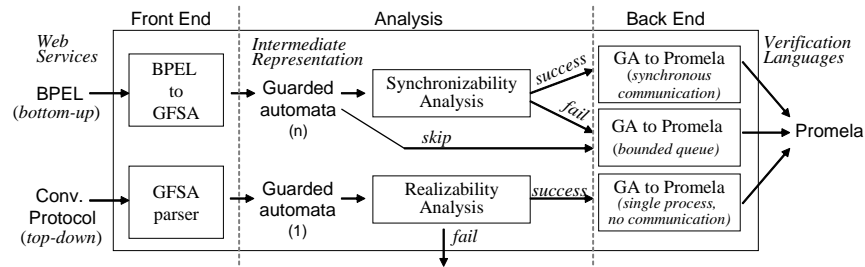 Front End
Analysis
Back End
Web
Services
Intermediate
Representation
Verification
Languages
BPEL
(bottom-up)
BPEL
to
GFSA
Guarded
automata
(n)
Synchronizability
Analysis
success
fail
skip
GA to Promela
(synchronous
communication)
GA to Promela
(bounded queue)
Promela
Conv.
Protocol
(top-down)
GFSA
parser
Guarded
automata
(1)
Realizability
Analysis
success
fail
GA to Promela
(single process,
no communication)